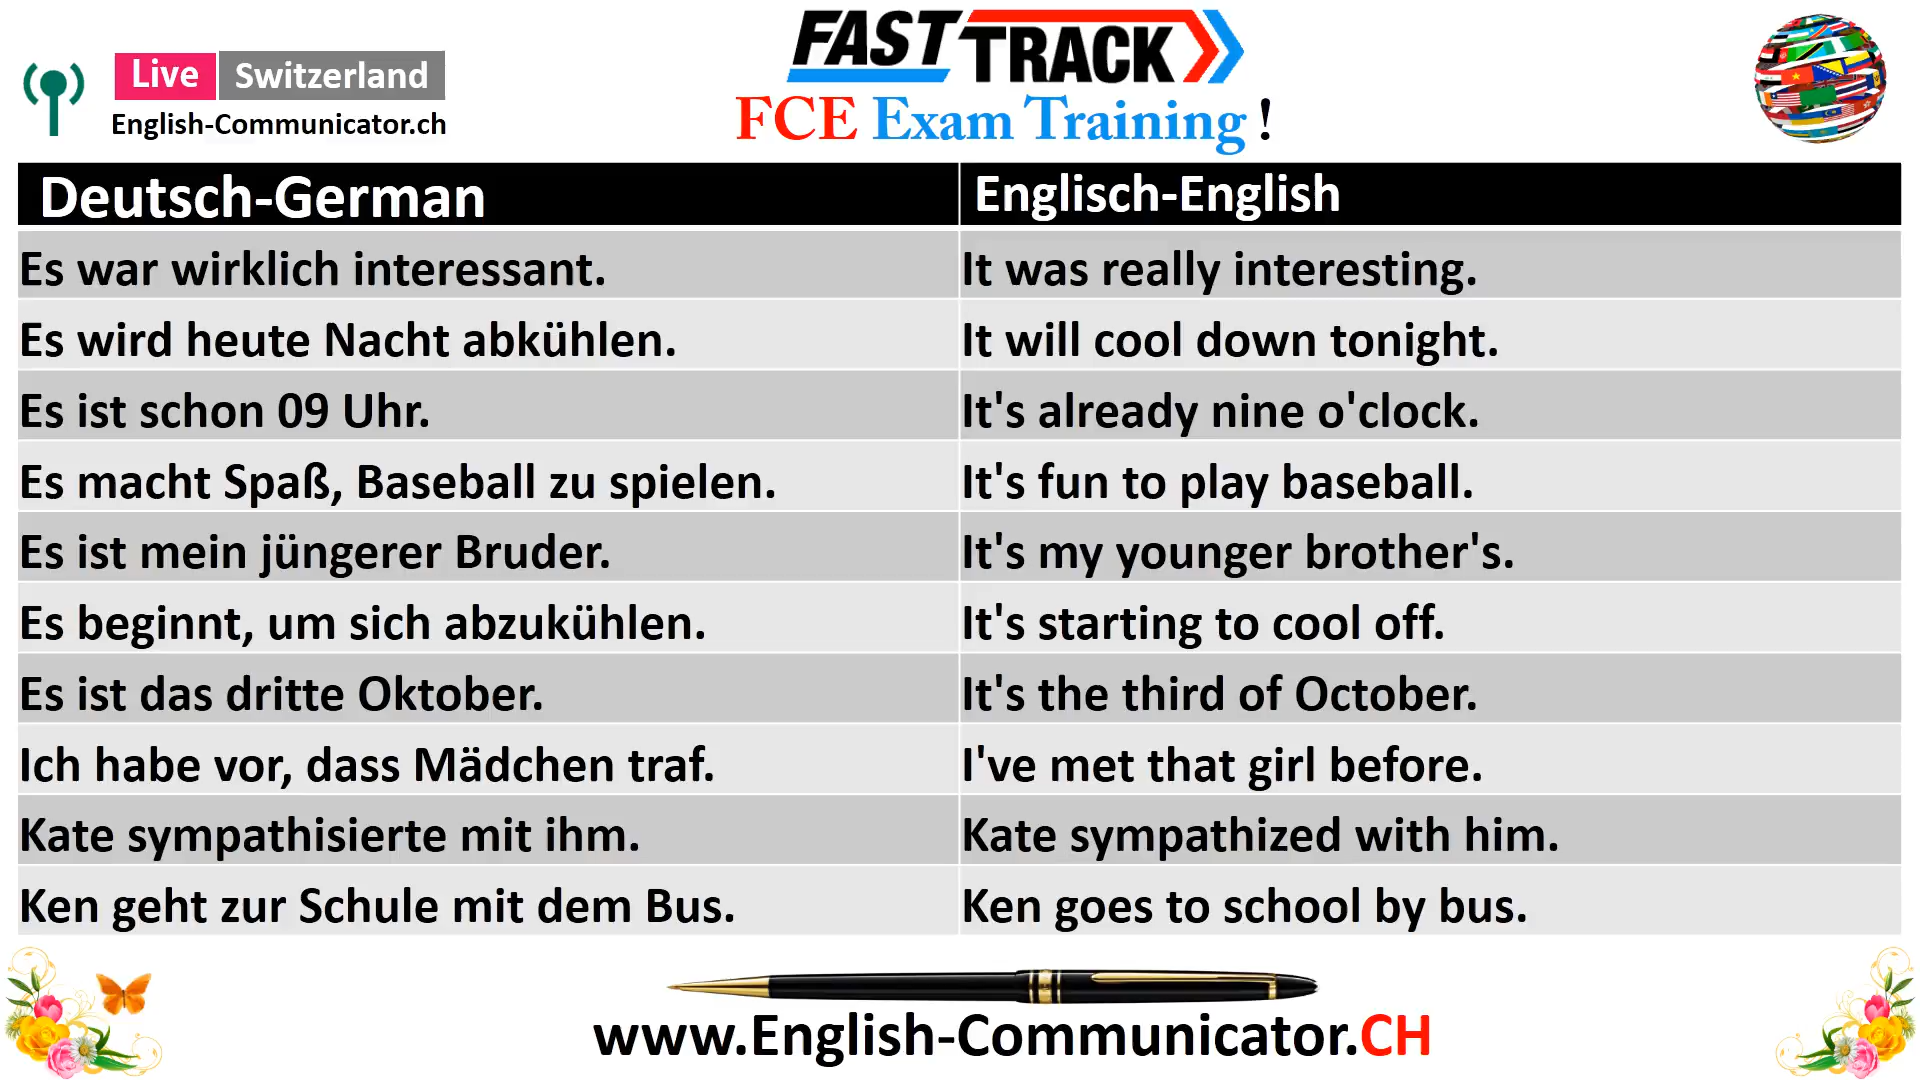 Live Switzerland
English-Communicator.ch
FAST TRACK
FCE Exam Training !
Deutsch-German
Englisch-English
Es war wirklich interessant.
It was really interesting.
Es wird heute Nacht abkühlen.
It will cool down tonight.
Es ist schon 09 Uhr.
It's already nine o'clock.
Es macht Spaß, Baseball zu spielen.
It's fun to play baseball.
Es ist mein jüngerer Bruder.
It's my younger brother's.
Es beginnt, um sich abzukühlen.
It's starting to cool off.
Es ist das dritte Oktober.
It's the third of October.
Ich habe vor, dass Mädchen traf.
I've met that girl before.
Kate sympathisierte mit ihm.
Kate sympathized with him.
Ken geht zur Schule mit dem Bus.
Ken goes to school by bus.
www.English-Communicator.CH